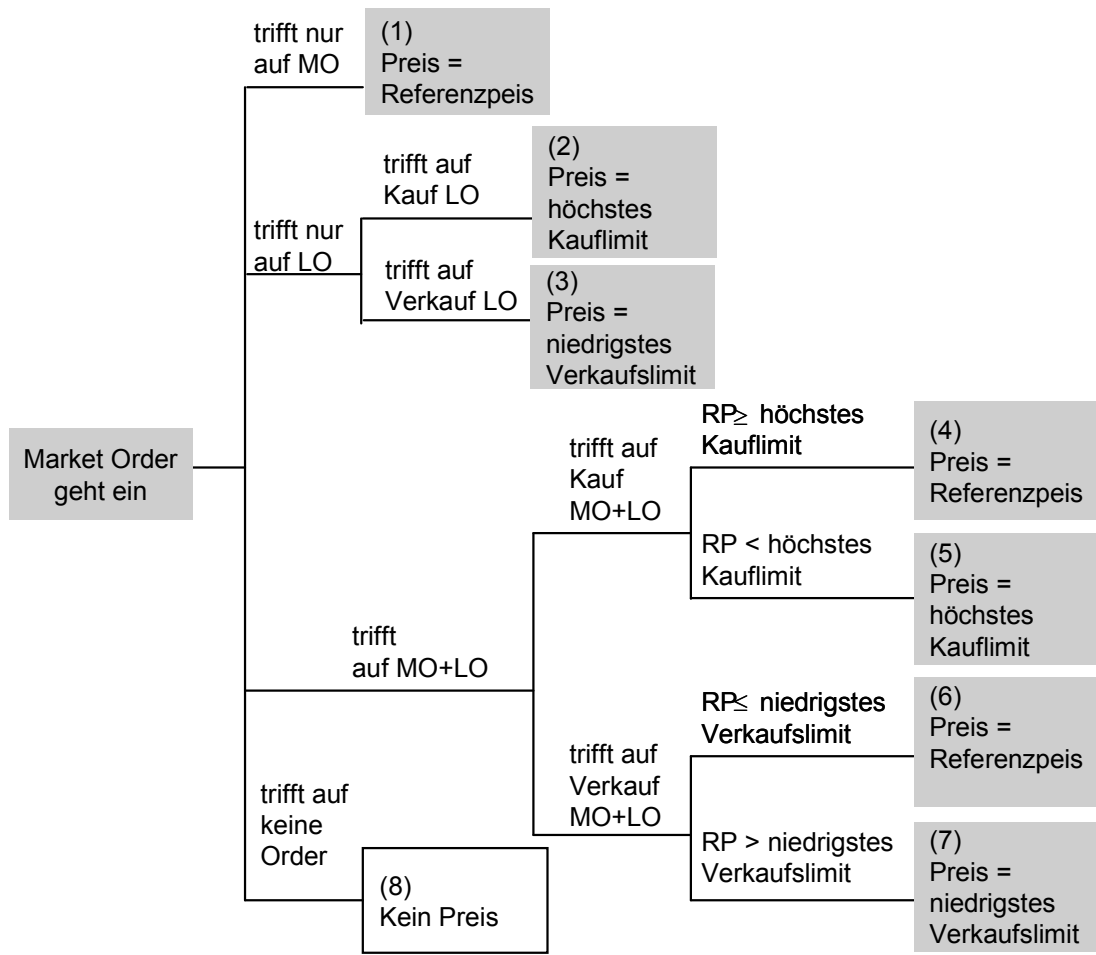 trifft nur
auf MO
(1)
Preis =
Referenzpeis
trifft nur
auf LO
trifft auf
Kauf LO
(2)
Preis =
höchstes
Kauflimit
trifft auf
Verkauf LO
(3)
Preis =
niedrigstes
Verkaufslimit
Market Order
geht ein
trifft
auf MO+LO
trifft auf
Kauf
MO+LO
RP≥ höchstes
Kauflimit
(4)
Preis =
Referenzpeis
RP < höchstes
Kauflimit
(5)
Preis =
höchstes
Kauflimit
trifft auf
Verkauf
MO+LO
RP≤ niedrigstes
Verkaufslimit
(6)
Preis =
Referenzpeis
RP > niedrigstes
Verkaufslimit
(7)
Preis =
niedrigstes
Verkaufslimit
trifft auf
keine
Order
(8)
Kein Preis